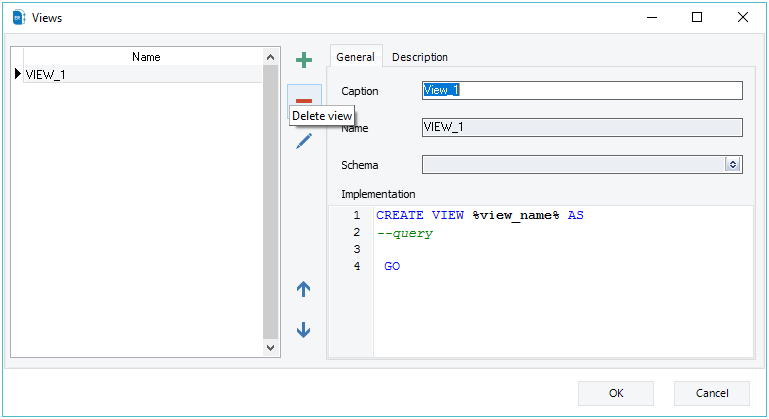 Views
Name
VIEW_1
Delete view
General Description
Caption View_1
Name VIEW_1
Schema
Implementation
1 CREATE VIEW %view_name% AS
2 --query
3
4 GO
OK Cancel